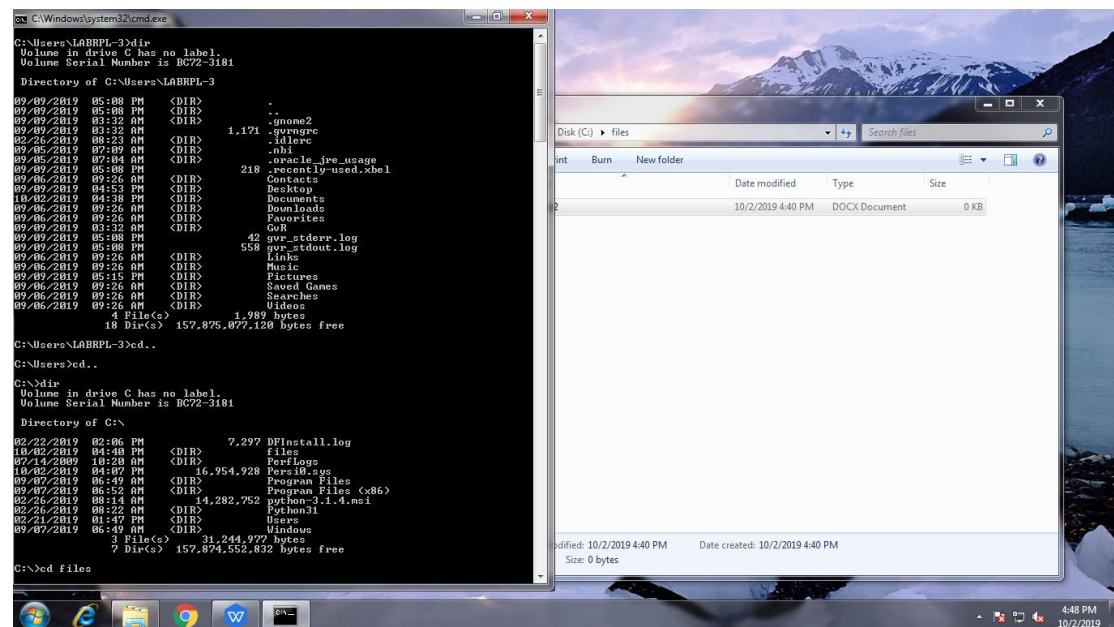 C:\Windows\system32\cmd.exe
C:\Users\LABRPL-3>dir
Volume in drive C has no label.
Volume Serial Number is BC72-3181
Directory of C:\Users\LABRPL-3
09/09/2019 05:08 PM <DIR> .
09/09/2019 05:08 PM <DIR> ..
09/09/2019 03:32 AM <DIR> .gnome2
09/09/2019 03:32 AM 1,171 .gvrngrc
02/26/2019 08:23 AM <DIR> .idlerc
09/05/2019 07:09 AM <DIR> .nbi
09/05/2019 07:04 AM <DIR> .oracle_jre_usage
09/09/2019 05:08 PM 218 .recently-used.xbel
09/06/2019 09:26 AM <DIR> Contacts
09/09/2019 04:53 PM <DIR> Desktop
10/02/2019 04:38 PM <DIR> Documents
09/06/2019 09:26 AM <DIR> Downloads
09/06/2019 09:26 AM <DIR> Favorites
09/09/2019 03:32 AM <DIR> GvR
09/09/2019 05:08 PM 42 gvr_stderr.log
09/09/2019 05:08 PM 558 gvr_stdout.log
09/06/2019 09:26 AM <DIR> Links
09/06/2019 09:26 AM <DIR> Music
09/09/2019 05:15 PM <DIR> Pictures
09/06/2019 09:26 AM <DIR> Saved Games
09/06/2019 09:26 AM <DIR> Searches
09/06/2019 09:26 AM <DIR> Videos
4 File(s) 1,989 bytes
18 Dir(s) 157,875,077,120 bytes free
C:\Users\LABRPL-3>cd..
C:\Users>cd..
C:\>dir
Volume in drive C has no label.
Volume Serial Number is BC72-3181
Directory of C:\
02/22/2019 02:06 PM 7,297 DFInstall.log
10/02/2019 04:40 PM <DIR> files
07/14/2009 10:20 AM <DIR> PerfLogs
10/02/2019 04:07 PM 16,954,928 Persi0.sys
09/07/2019 06:49 AM <DIR> Program Files
09/07/2019 06:52 AM <DIR> Program Files (x86)
02/26/2019 08:14 AM 14,282,752 python-3.1.4.msi
02/26/2019 08:22 AM <DIR> Python31
02/21/2019 01:47 PM <DIR> Users
09/07/2019 06:49 AM <DIR> Windows
3 File(s) 31,244,977 bytes
7 Dir(s) 157,874,552,832 bytes free
C:\>cd files
Disk (C:) files
Search files
int Burn New folder
Date modified Type Size
2 10/2/2019 4:40 PM DOCX Document 0 KB
odified: 10/2/2019 4:40 PM Date created: 10/2/2019 4:40 PM
Size: 0 bytes
4:48 PM
10/2/2019